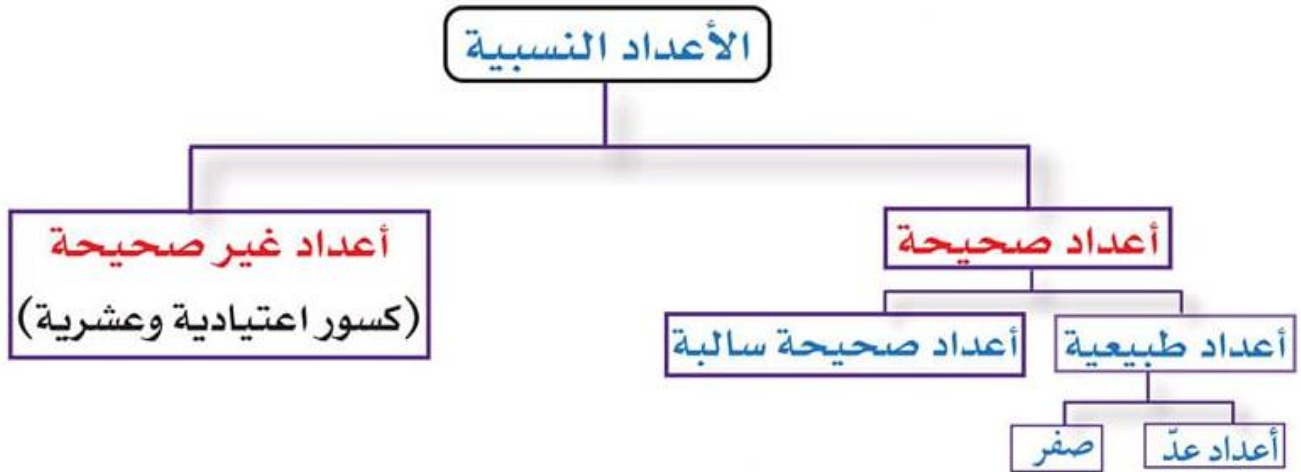 الأعداد النسبية
أعداد صحيحة
أعداد غير صحيحة
(كسور اعتيادية وعشرية)
أعداد طبيعية
أعداد صحيحة سالبة
أعداد عدّ
صفر